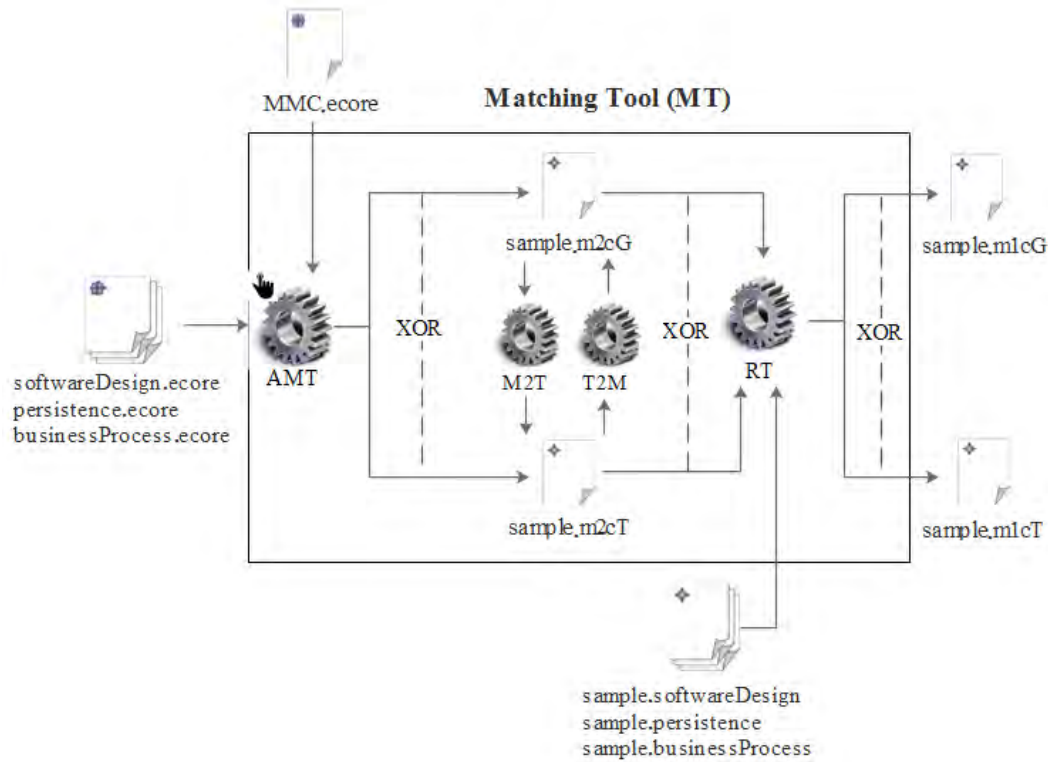 MMC.ecore
Matching Tool (MT)
sample.m2cG
sample.m1cG
XOR
XOR
XOR
AMT
M2T
T2M
RT
softwareDesign.ecore
persistence.ecore
businessProcess.ecore
sample.m2cT
sample.m1cT
sample.softwareDesign
sample.persistence
sample.businessProcess